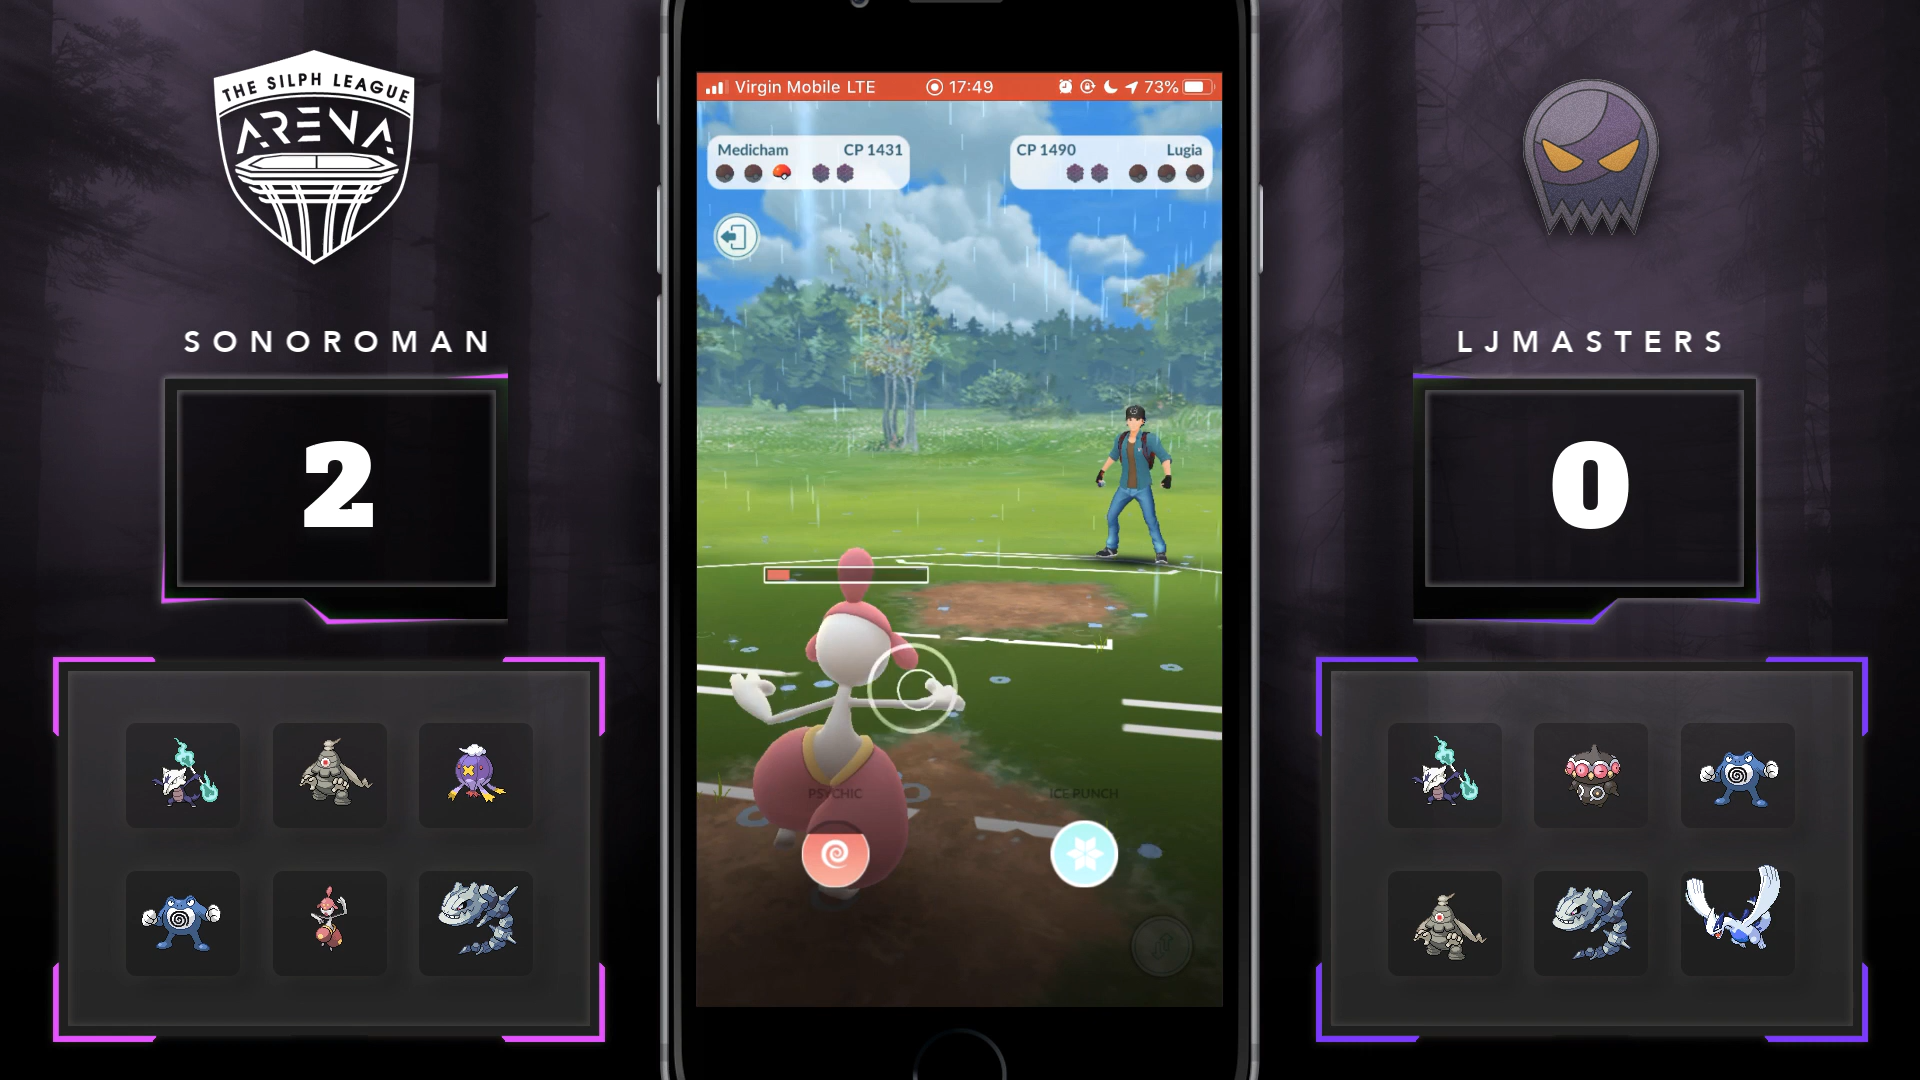 THE SILPH LEAGUE
ARENA
SONOROMAN
2
Virgin Mobile LTE 17:49 73%
Medicham CP 1431
CP 1490 Lugia
PSYCHIC ICE PUNCH
LJMASTERS
0